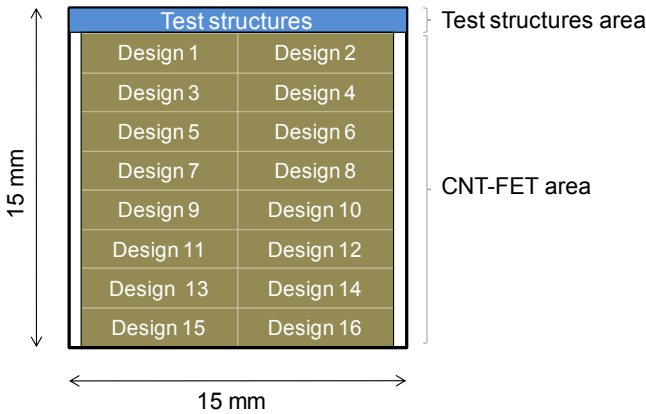 Test structures
Test structures area
Design 1
Design 2
Design 3
Design 4
Design 5
Design 6
Design 7
Design 8
CNT-FET area
Design 9
Design 10
Design 11
Design 12
Design 13
Design 14
Design 15
Design 16
15 mm
15 mm